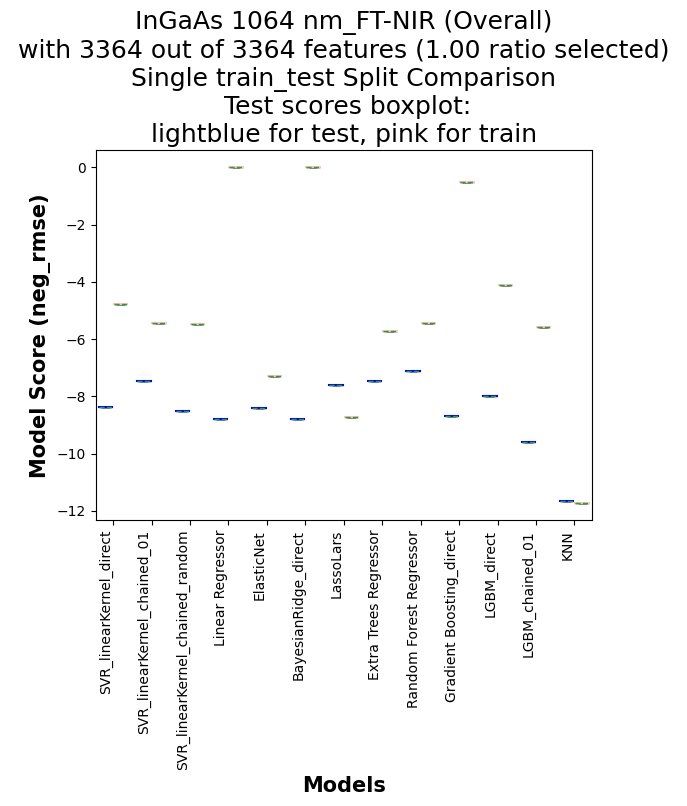 InGaAs 1064 nm_FT-NIR (Overall)
with 3364 out of 3364 features (1.00 ratio selected)
Single train_test Split Comparison
Test scores boxplot:
lightblue for test, pink for train
Model Score (neg_rmse)
0
−2
−4
−6
−8
−10
−12
SVR_linearKernel_direct
SVR_linearKernel_chained_01
SVR_linearKernel_chained_random
Linear Regressor
ElasticNet
BayesianRidge_direct
LassoLars
Extra Trees Regressor
Random Forest Regressor
Gradient Boosting_direct
LGBM_direct
LGBM_chained_01
KNN
Models